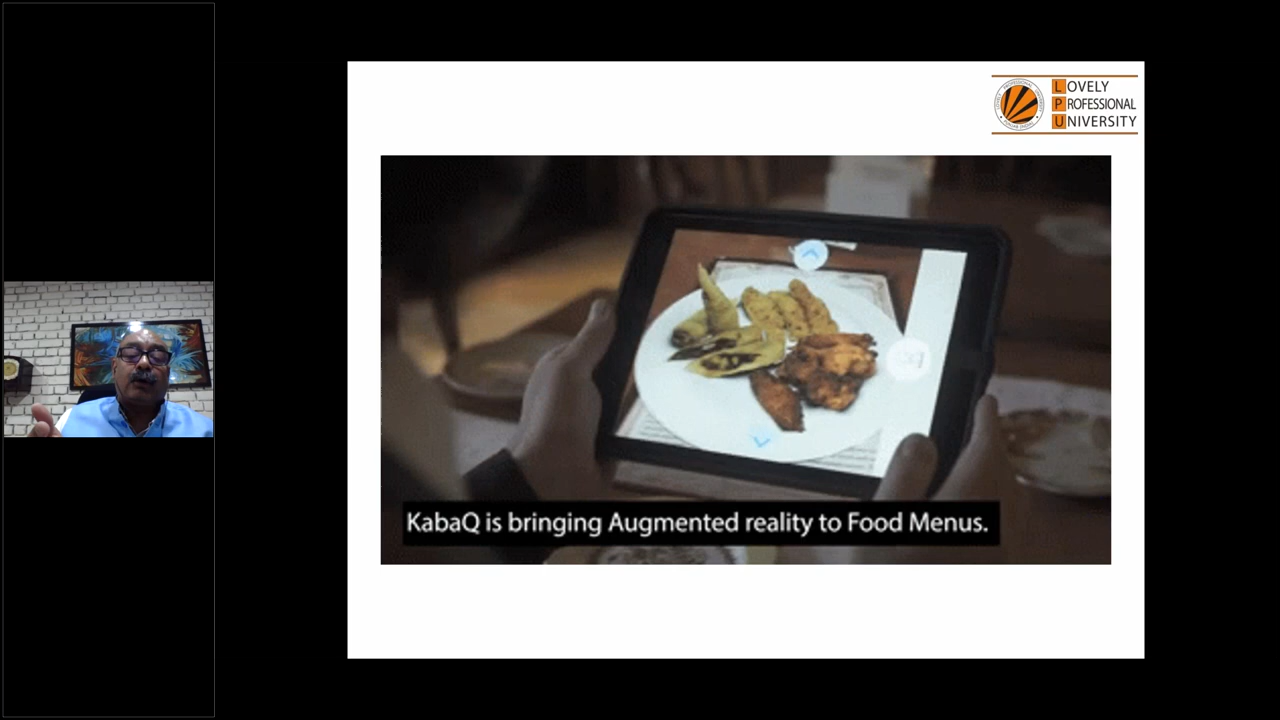 LOVELY
PROFESSIONAL
UNIVERSITY
KabaQ is bringing Augmented reality to Food Menus.